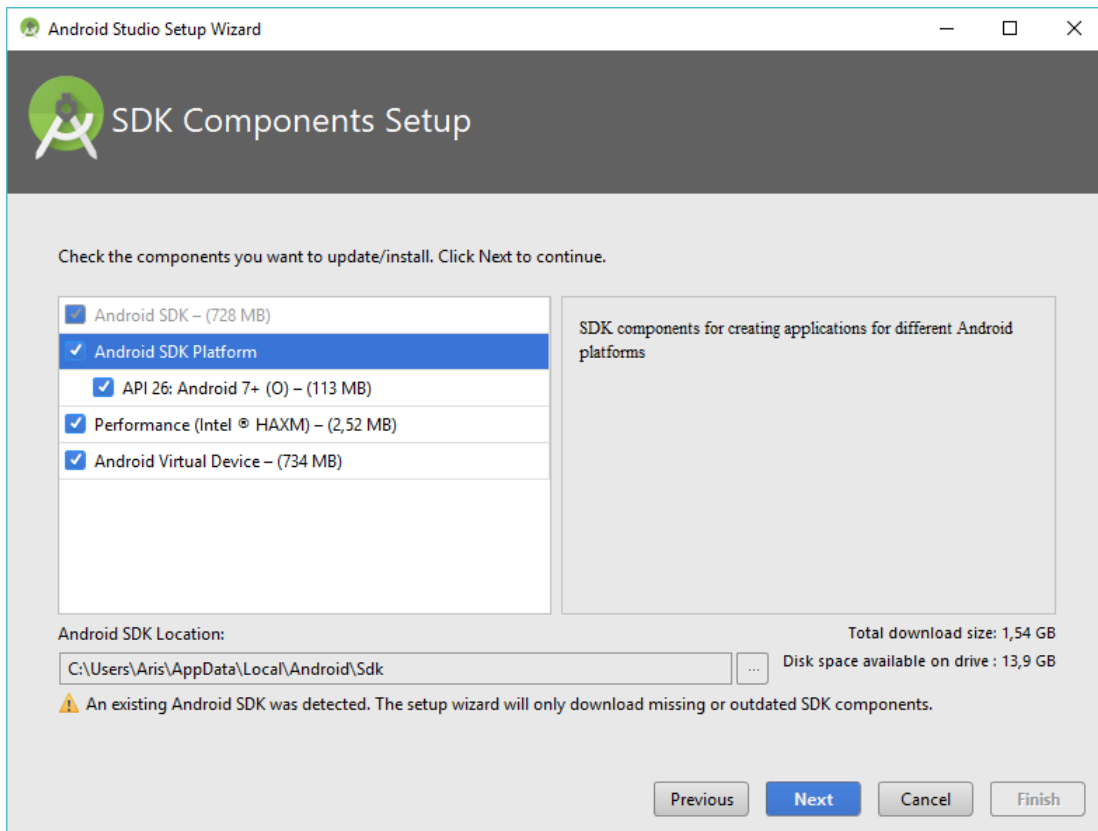 Android Studio Setup Wizard
SDK Components Setup
Check the components you want to update/install. Click Next to continue.
Android SDK – (728 MB)
Android SDK Platform
API 26: Android 7+ (O) – (113 MB)
Performance (Intel ® HAXM) – (2,52 MB)
Android Virtual Device – (734 MB)
SDK components for creating applications for different Android
platforms
Android SDK Location:
Total download size: 1,54 GB
C:\Users\Aris\AppData\Local\Android\Sdk
...
Disk space available on drive : 13,9 GB
An existing Android SDK was detected. The setup wizard will only download missing or outdated SDK components.
Previous
Next
Cancel
Finish